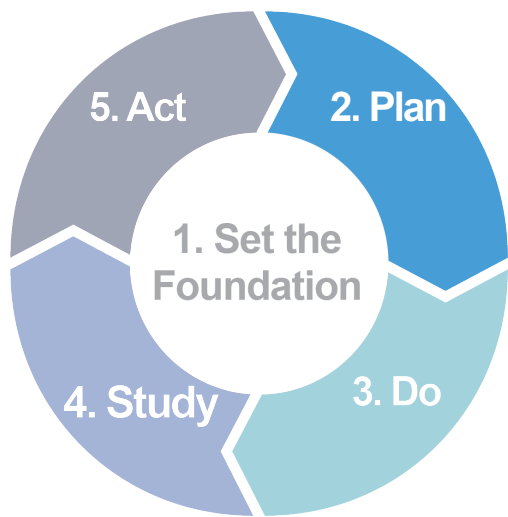 5. Act
2. Plan
1. Set the
Foundation
4. Study
3. Do